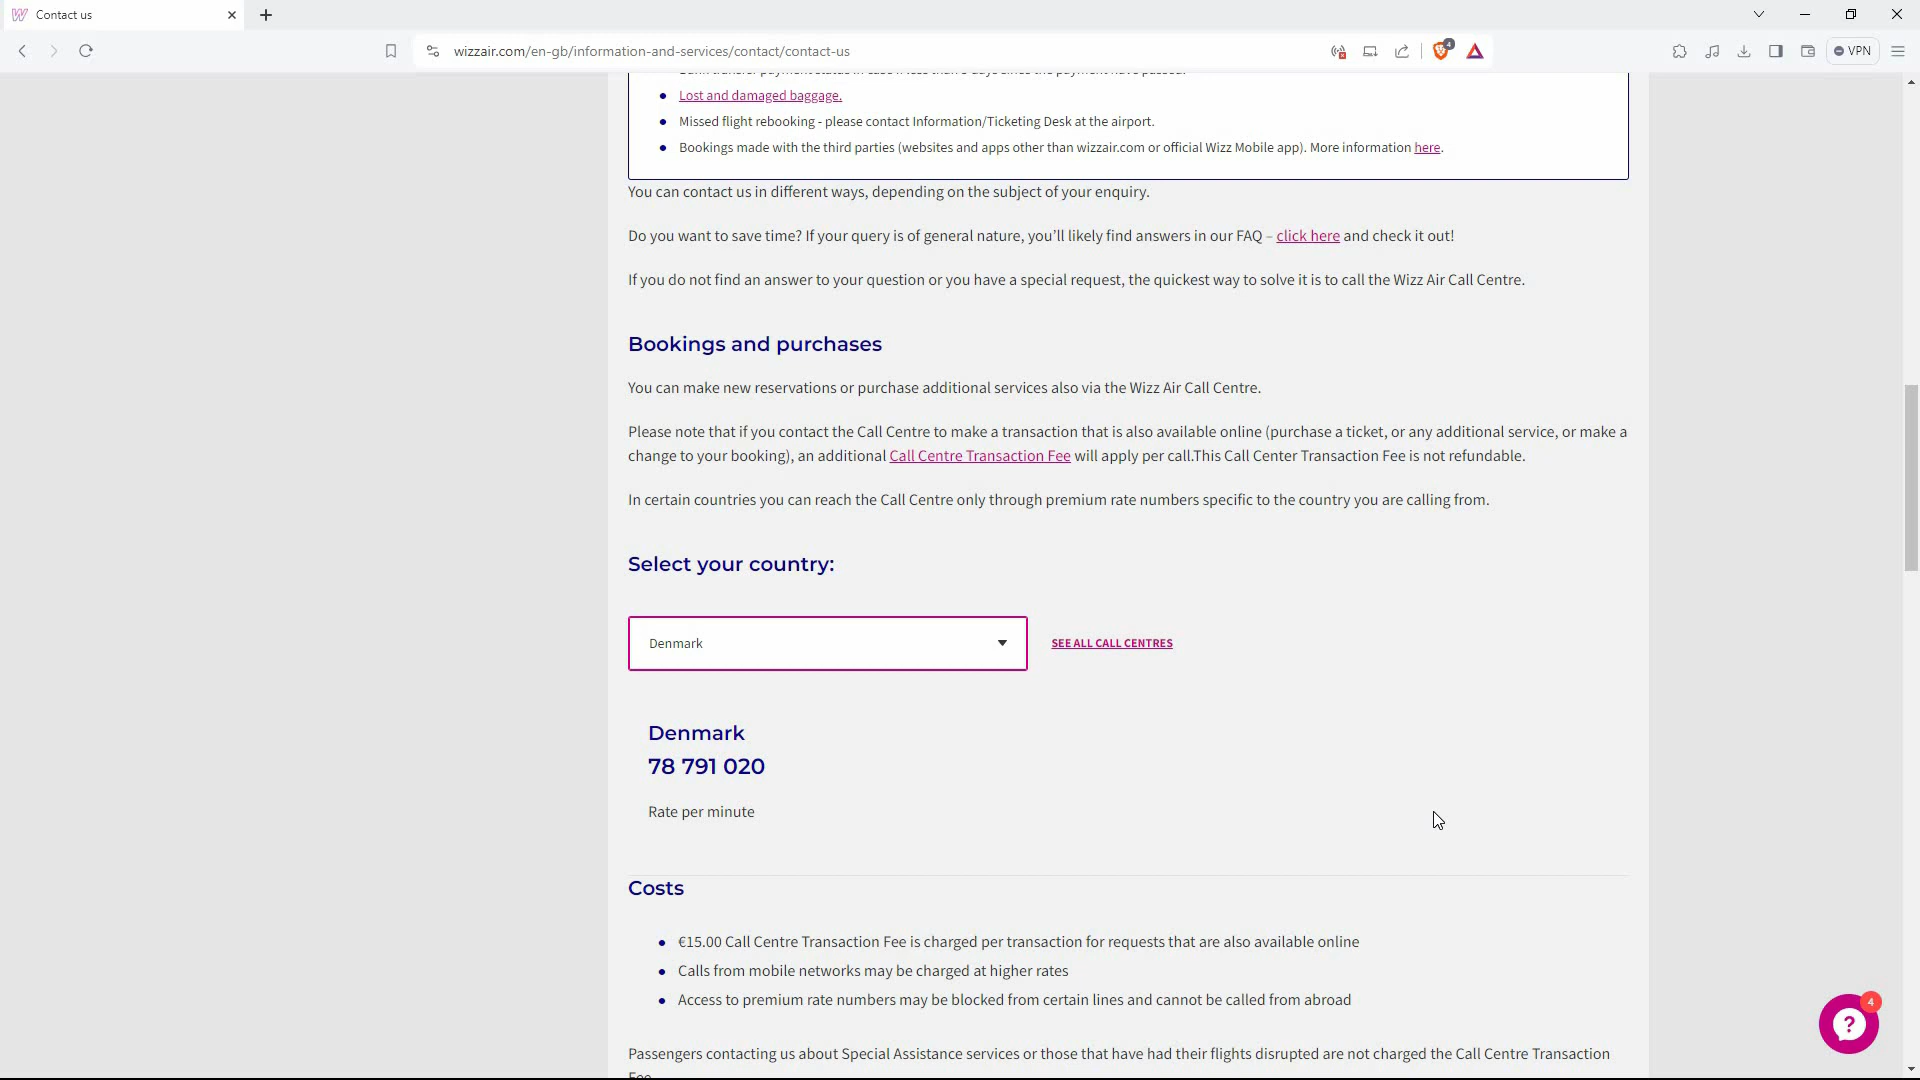 Contact us
wizzair.com/en-gb/information-and-services/contact/contact-us
4
VPN
Lost and damaged baggage.
Missed flight rebooking - please contact Information/Ticketing Desk at the airport.
Bookings made with the third parties (websites and apps other than wizzair.com or official Wizz Mobile app). More information here.
You can contact us in different ways, depending on the subject of your enquiry.
Do you want to save time? If your query is of general nature, you’ll likely find answers in our FAQ – click here and check it out!
If you do not find an answer to your question or you have a special request, the quickest way to solve it is to call the Wizz Air Call Centre.
Bookings and purchases
You can make new reservations or purchase additional services also via the Wizz Air Call Centre.
Please note that if you contact the Call Centre to make a transaction that is also available online (purchase a ticket, or any additional service, or make a
change to your booking), an additional Call Centre Transaction Fee will apply per call.This Call Center Transaction Fee is not refundable.
In certain countries you can reach the Call Centre only through premium rate numbers specific to the country you are calling from.
Select your country:
Denmark
SEE ALL CALL CENTRES
Denmark
78 791 020
Rate per minute
Costs
€15.00 Call Centre Transaction Fee is charged per transaction for requests that are also available online
Calls from mobile networks may be charged at higher rates
Access to premium rate numbers may be blocked from certain lines and cannot be called from abroad
4
Passengers contacting us about Special Assistance services or those that have had their flights disrupted are not charged the Call Centre Transaction
Fee